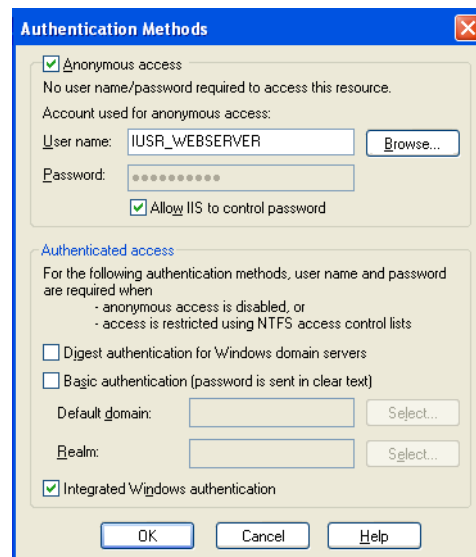 Authentication Methods
Anonymous access
No user name/password required to access this resource.
Account used for anonymous access:
User name: IUSR_WEBSERVER Browse...
Password: ●●●●●●●●●●
Allow IIS to control password
Authenticated access
For the following authentication methods, user name and password
are required when
- anonymous access is disabled, or
- access is restricted using NTFS access control lists
Digest authentication for Windows domain servers
Basic authentication (password is sent in clear text)
Default domain: Select...
Realm: Select...
Integrated Windows authentication
OK Cancel Help